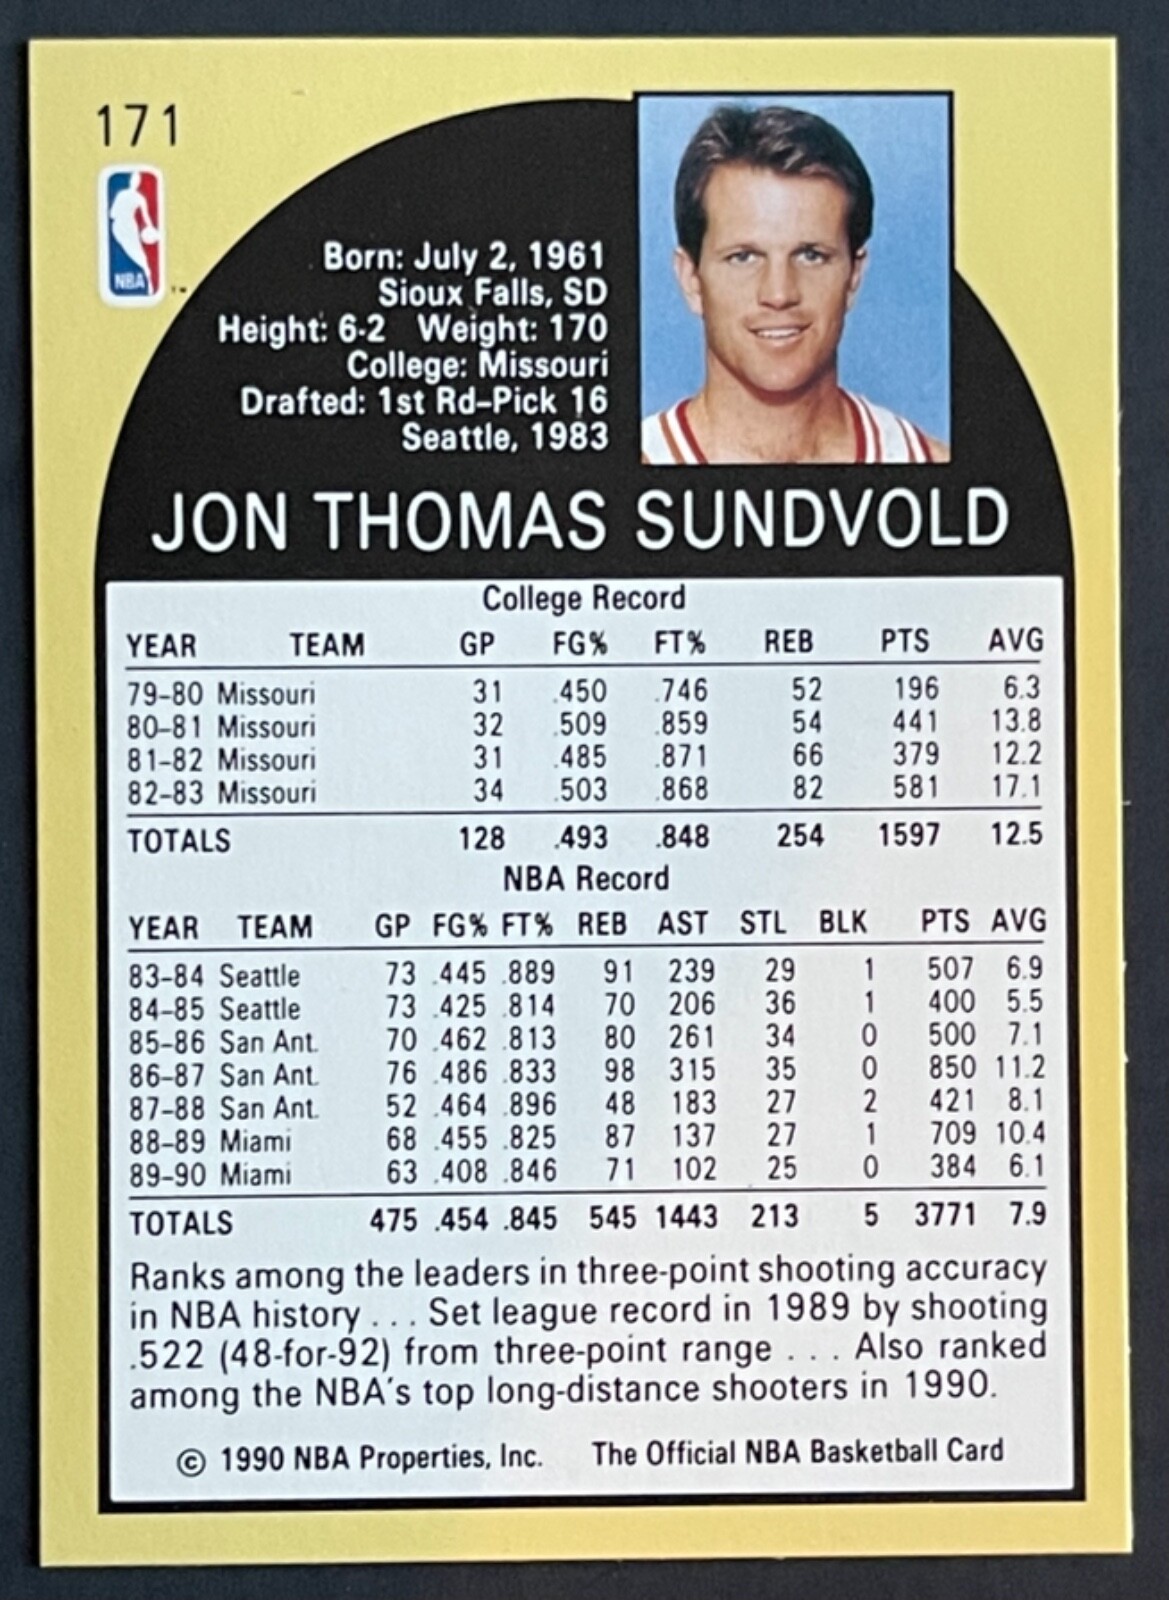 171
NBA
™
Born: July 2, 1961
Sioux Falls, SD
Height: 6-2 Weight: 170
College: Missouri
Drafted: 1st Rd–Pick 16
Seattle, 1983
JON THOMAS SUNDVOLD
College Record
YEAR TEAM GP FG% FT% REB PTS AVG
79–80 Missouri 31 .450 .746 52 196 6.3
80–81 Missouri 32 .509 .859 54 441 13.8
81–82 Missouri 31 .485 .871 66 379 12.2
82–83 Missouri 34 .503 .868 82 581 17.1
TOTALS 128 .493 .848 254 1597 12.5
NBA Record
YEAR TEAM GP FG% FT% REB AST STL BLK PTS AVG
83–84 Seattle 73 .445 .889 91 239 29 1 507 6.9
84–85 Seattle 73 .425 .814 70 206 36 1 400 5.5
85–86 San Ant. 70 .462 .813 80 261 34 0 500 7.1
86–87 San Ant. 76 .486 .833 98 315 35 0 850 11.2
87–88 San Ant. 52 .464 .896 48 183 27 2 421 8.1
88–89 Miami 68 .455 .825 87 137 27 1 709 10.4
89–90 Miami 63 .408 .846 71 102 25 0 384 6.1
TOTALS 475 .454 .845 545 1443 213 5 3771 7.9
Ranks among the leaders in three-point shooting accuracy
in NBA history . . . Set league record in 1989 by shooting
.522 (48-for-92) from three-point range . . . Also ranked
among the NBA's top long-distance shooters in 1990.
© 1990 NBA Properties, Inc. The Official NBA Basketball Card